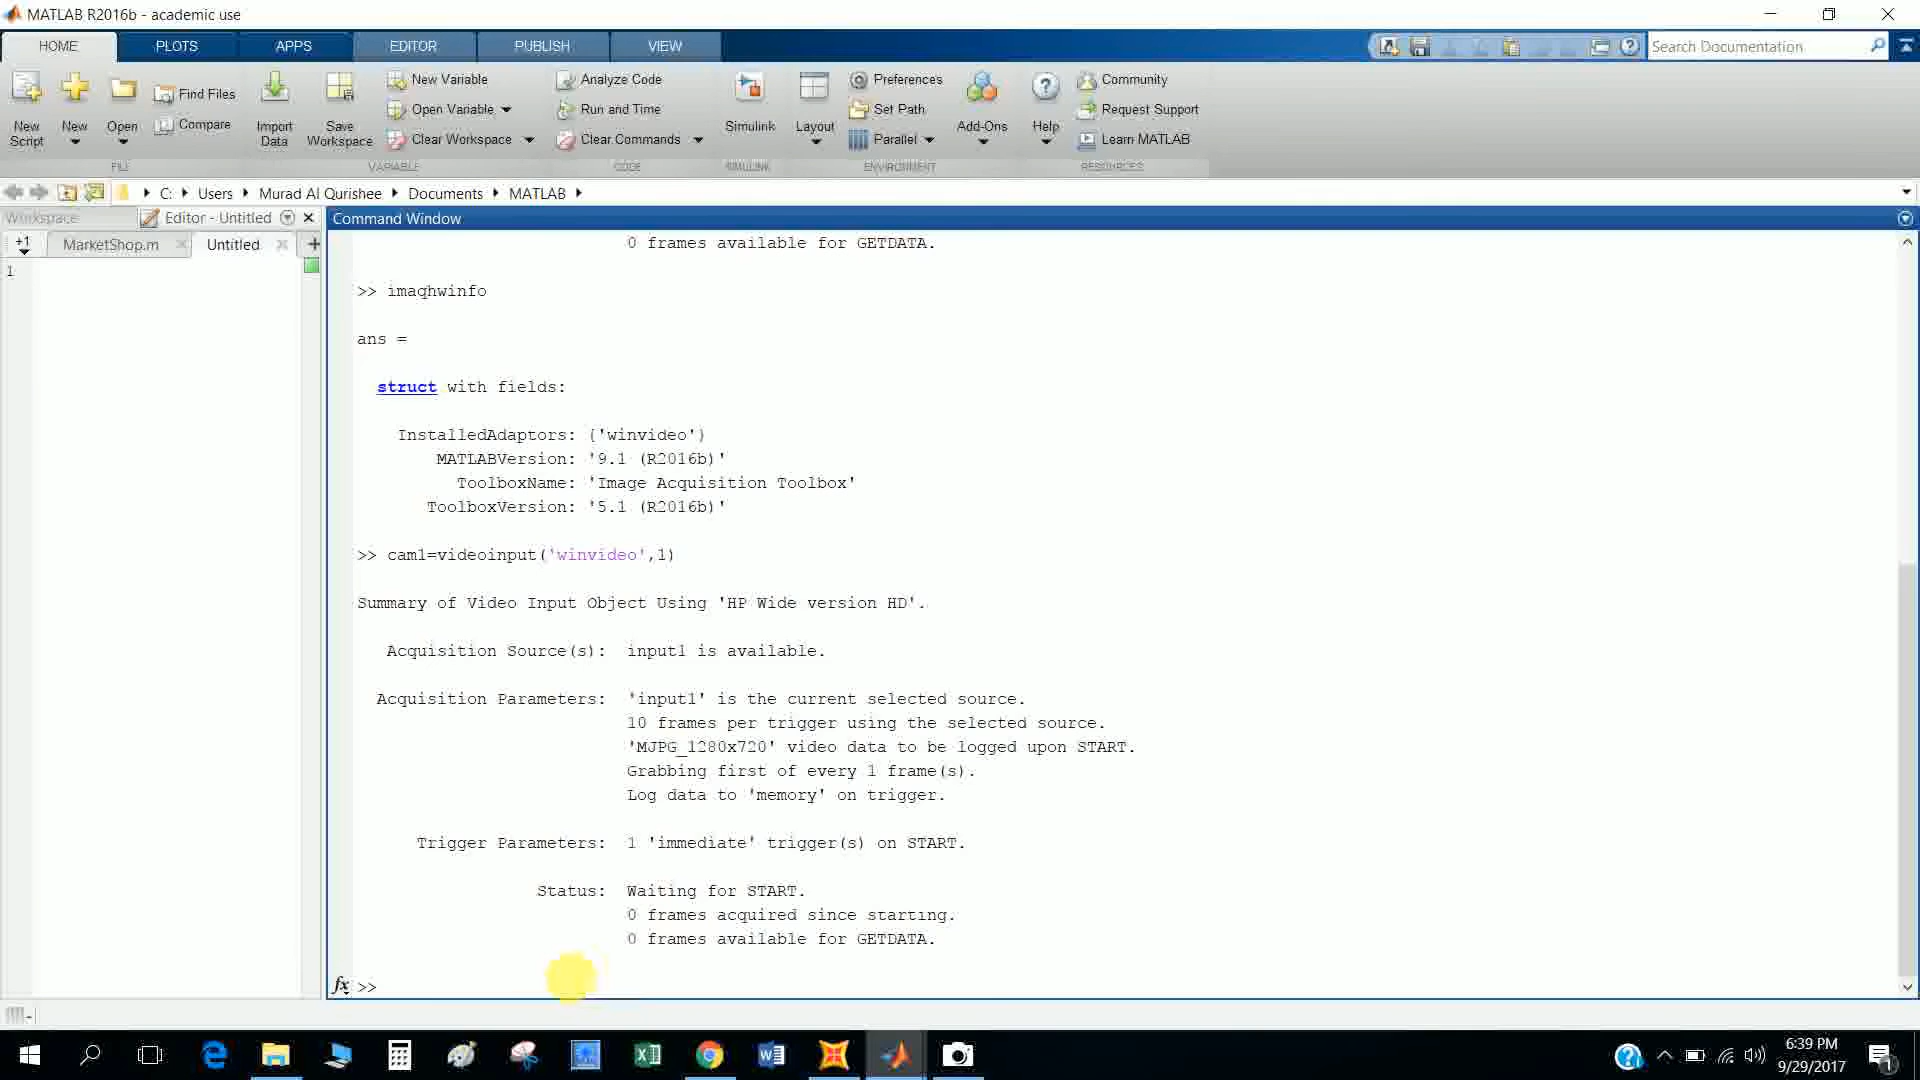 MATLAB R2016b - academic use
HOME PLOTS APPS EDITOR PUBLISH VIEW
Search Documentation
New Script
New
Open
Find Files
Compare
Import Data
Save Workspace
New Variable
Open Variable
Clear Workspace
Analyze Code
Run and Time
Clear Commands
Simulink
Layout
Preferences
Set Path
Parallel
Add-Ons
Help
Community
Request Support
Learn MATLAB
FILE VARIABLE CODE SIMULINK ENVIRONMENT RESOURCES
C: Users Murad Al Qurishee Documents MATLAB
Workspace
Editor - Untitled
Command Window
+1 MarketShop.m Untitled
1
0 frames available for GETDATA.
>> imaqhwinfo
ans =
struct with fields:
InstalledAdaptors: {'winvideo'}
MATLABVersion: '9.1 (R2016b)'
ToolboxName: 'Image Acquisition Toolbox'
ToolboxVersion: '5.1 (R2016b)'
>> cam1=videoinput('winvideo',1)
Summary of Video Input Object Using 'HP Wide version HD'.
Acquisition Source(s): input1 is available.
Acquisition Parameters: 'input1' is the current selected source.
10 frames per trigger using the selected source.
'MJPG_1280x720' video data to be logged upon START.
Grabbing first of every 1 frame(s).
Log data to 'memory' on trigger.
Trigger Parameters: 1 'immediate' trigger(s) on START.
Status: Waiting for START.
0 frames acquired since starting.
0 frames available for GETDATA.
fx >>
6:39 PM
9/29/2017
1